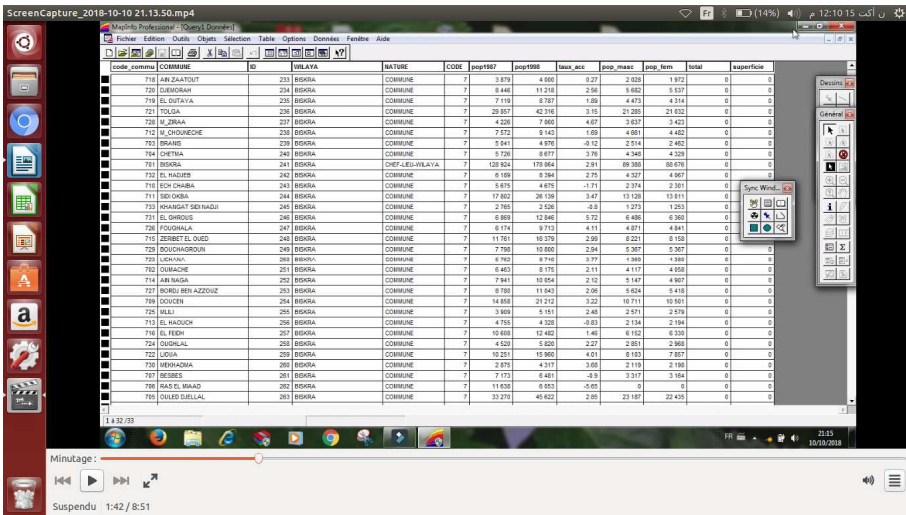 ScreenCapture_2018-10-10 21.13.50.mp4
Fr (14%) 12:10:15 م ن أكت
MapInfo Professional - [Query1 Données]
Fichier Edition Outils Objets Sélection Table Options Données Fenêtre Aide
code_commu COMMUNE ID WILAYA NATURE CODE pop1987 pop1998 taux_acc pop_masc pop_fem total superficie
718 AIN ZAATOUT 233 BISKRA COMMUNE 7 3 879 4 000 0.27 2 028 1 972 0 0
720 DJEMORAH 234 BISKRA COMMUNE 7 8 446 11 218 2.56 5 682 5 537 0 0
719 EL OUTAYA 235 BISKRA COMMUNE 7 7 119 8 787 1.89 4 473 4 314 0 0
721 TOLGA 236 BISKRA COMMUNE 7 29 857 42 316 3.15 21 285 21 032 0 0
728 M_ZIRAA 237 BISKRA COMMUNE 7 4 226 7 060 4.67 3 637 3 423 0 0
712 M_CHOUNECHE 238 BISKRA COMMUNE 7 7 572 9 143 1.69 4 661 4 482 0 0
703 BRANIS 239 BISKRA COMMUNE 7 5 041 4 976 -0.12 2 514 2 462 0 0
704 CHETMA 240 BISKRA COMMUNE 7 5 726 8 677 3.76 4 348 4 329 0 0
701 BISKRA 241 BISKRA CHEF-LIEU-WILAYA 7 128 924 178 064 2.91 89 388 88 676 0 0
732 EL HADJEB 242 BISKRA COMMUNE 7 6 189 8 394 2.75 4 327 4 067 0 0
710 ECH CHAIBA 243 BISKRA COMMUNE 7 5 675 4 675 -1.71 2 374 2 301 0
711 SIDI OKBA 244 BISKRA COMMUNE 7 17 802 26 139 3.47 13 128 13 011 0
733 KHANGAT SIDI NADJI 245 BISKRA COMMUNE 7 2 765 2 526 -0.8 1 273 1 253 0
731 EL GHROUS 246 BISKRA COMMUNE 7 6 869 12 846 5.72 6 486 6 360 0
726 FOUGHALA 247 BISKRA COMMUNE 7 6 174 9 713 4.11 4 871 4 841 0
715 ZERIBET EL OUED 248 BISKRA COMMUNE 7 11 761 16 379 2.99 8 221 8 158 0
729 BOUCHAGROUN 249 BISKRA COMMUNE 7 7 798 10 800 2.94 5 367 5 367 0 0
723 LICHANA 250 BISKRA COMMUNE 7
702 OUMACHE 251 BISKRA COMMUNE 7 6 463 8 175 2.11 4 117 4 058 0 0
714 AIN NAGA 252 BISKRA COMMUNE 7 7 941 10 054 2.12 5 147 4 907 0 0
727 BORDJ BEN AZZOUZ 253 BISKRA COMMUNE 7 8 780 11 043 2.06 5 624 5 418 0 0
709 DOUCEN 254 BISKRA COMMUNE 7 14 858 21 212 3.22 10 711 10 501 0 0
725 MLILI 255 BISKRA COMMUNE 7 3 909 5 151 2.48 2 571 2 579 0 0
713 EL HAOUCH 256 BISKRA COMMUNE 7 4 755 4 328 -0.83 2 134 2 194 0 0
716 EL FEIDH 257 BISKRA COMMUNE 7 10 608 12 482 1.46 6 152 6 330 0 0
724 OUGHLAL 258 BISKRA COMMUNE 7 4 520 5 820 2.27 2 851 2 968 0 0
722 LIOUA 259 BISKRA COMMUNE 7 10 251 15 960 4.01 8 103 7 857 0 0
730 MEKHADMA 260 BISKRA COMMUNE 7 2 875 4 317 3.68 2 119 2 198 0 0
707 BESBES 261 BISKRA COMMUNE 7 7 173 6 481 -0.9 3 317 3 164 0 0
706 RAS EL MIAAD 262 BISKRA COMMUNE 7 11 638 6 053 -5.65 0 0 0 0
705 OULED DJELLAL 263 BISKRA COMMUNE 7 33 270 45 622 2.85 23 187 22 435 0 0
Dessins
Général
Sync Wind...
1 à 32 /33
FR 21:15
10/10/2018
Minutage :
Suspendu 1:42 / 8:51